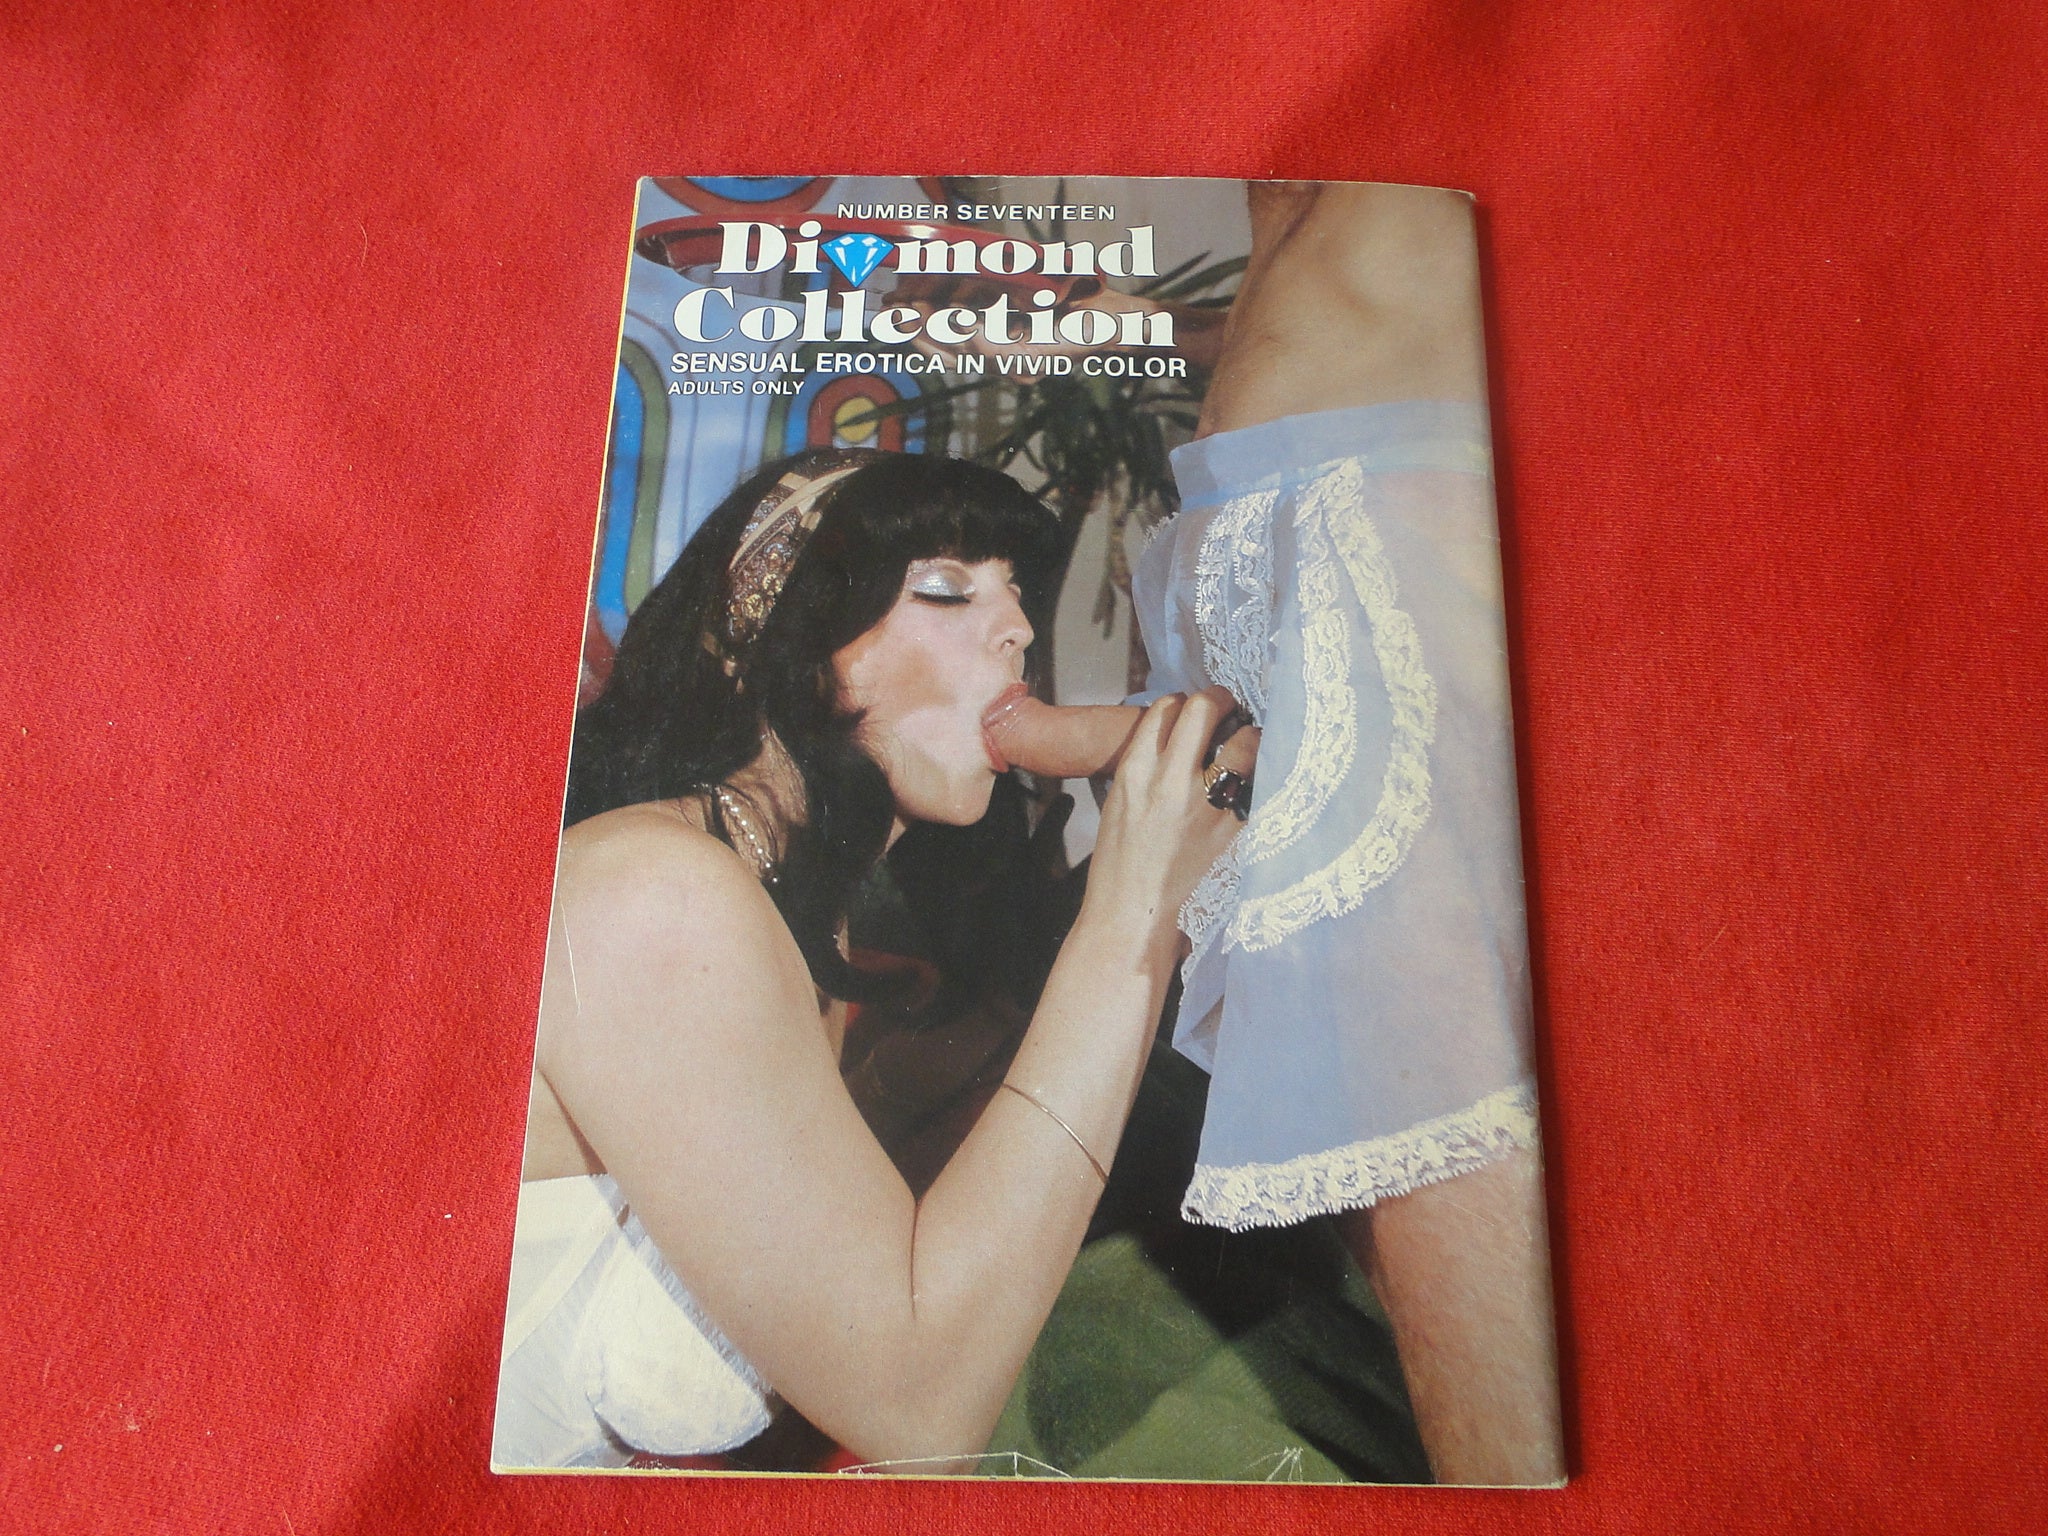 NUMBER SEVENTEEN
Diamond
Collection
SENSUAL EROTICA IN VIVID COLOR
ADULTS ONLY